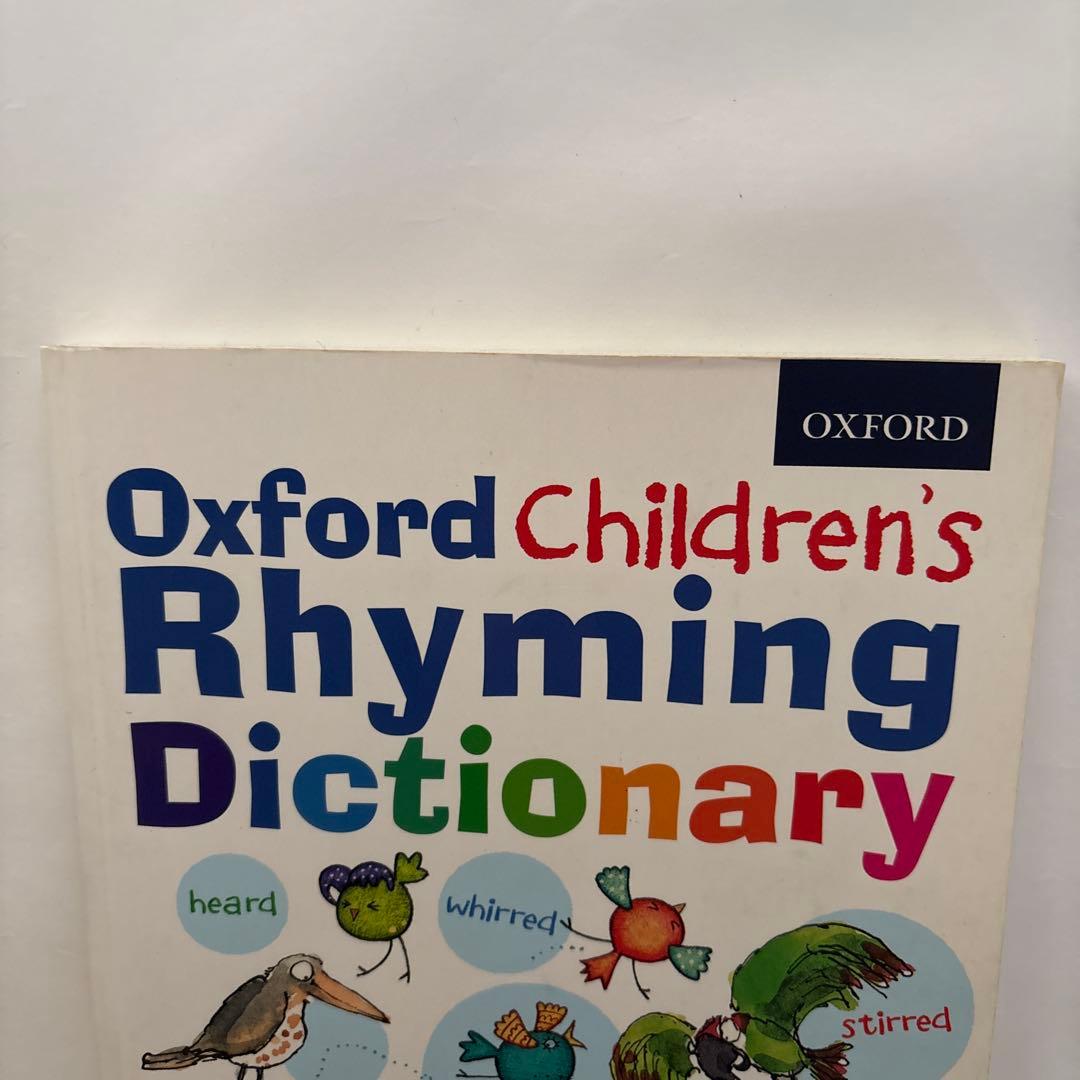 OXFORD
Oxford Children's
Rhyming
Dictionary
heard
whirred
stirred